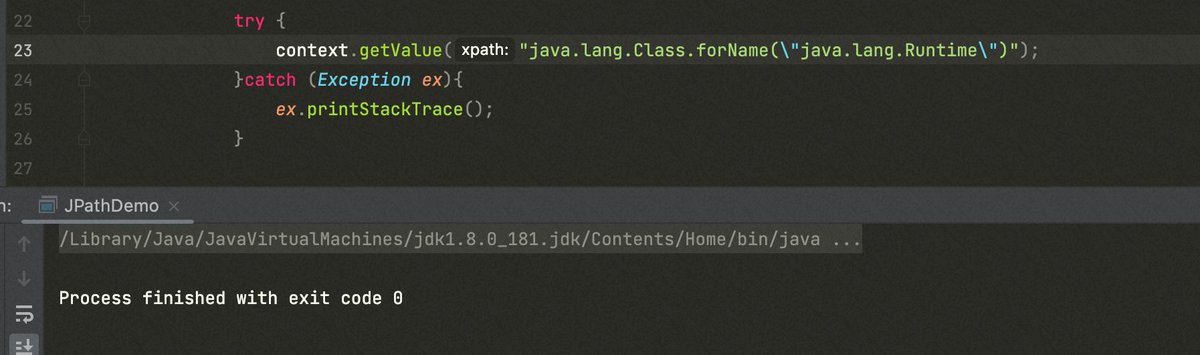 22 try {
23 context.getValue( xpath: "java.lang.Class.forName(\"java.lang.Runtime\")");
24 }catch (Exception ex){
25 ex.printStackTrace();
26 }
27
n: JPathDemo ×
/Library/Java/JavaVirtualMachines/jdk1.8.0_181.jdk/Contents/Home/bin/java ...
Process finished with exit code 0